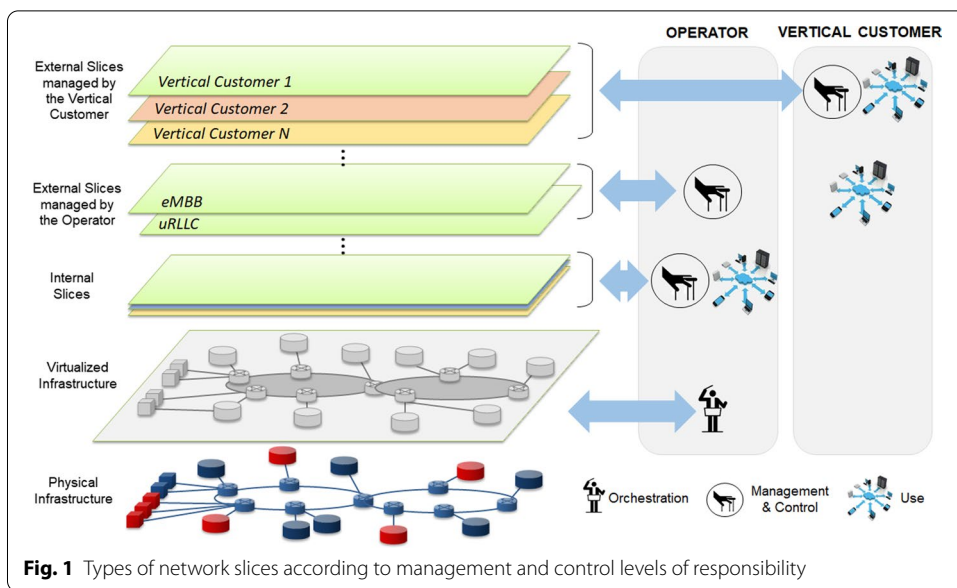 OPERATOR
VERTICAL CUSTOMER
External Slices
managed by
the Vertical
Customer
Vertical Customer 1
Vertical Customer 2
Vertical Customer N
External Slices
managed by
the Operator
eMBB
uRLLC
Internal
Slices
Virtualized
Infrastructure
Physical
Infrastructure
Orchestration
Management
& Control
Use
Fig. 1 Types of network slices according to management and control levels of responsibility